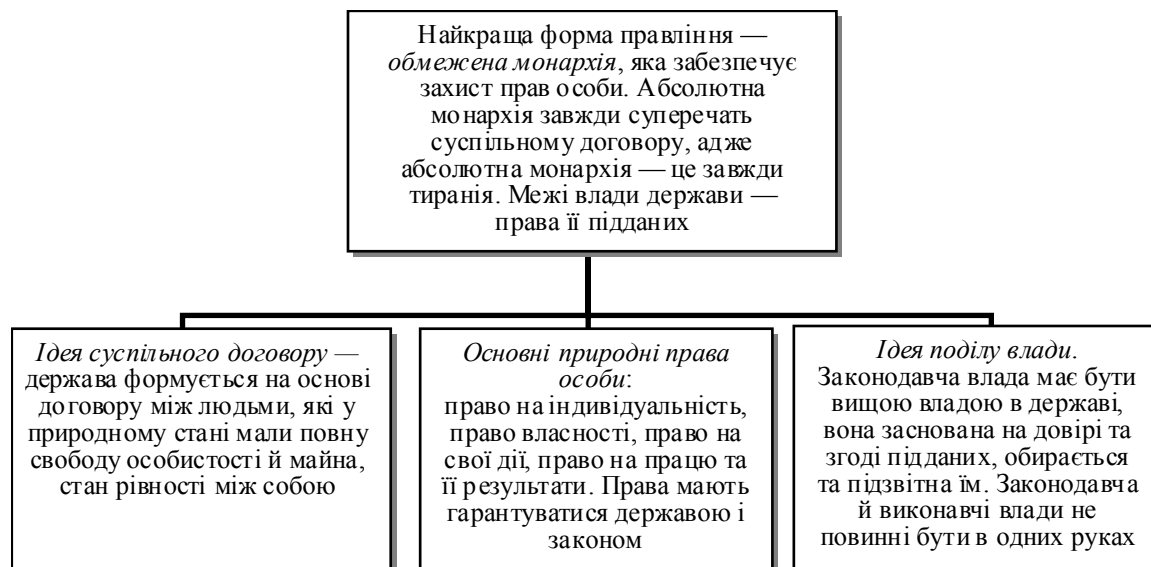 Найкраща форма правління —
обмежена монархія, яка забезпечує
захист прав особи. Абсолютна
монархія завжди суперечать
суспільному договору, адже
абсолютна монархія — це завжди
тиранія. Межі влади держави —
права її підданих
Ідея суспільного договору —
держава формується на основі
договору між людьми, які у
природному стані мали повну
свободу особистості й майна,
стан рівності між собою
Основні природні права
особи:
право на індивідуальність,
право власності, право на
свої дії, право на працю та
її результати. Права мають
гарантуватися державою і
законом
Ідея поділу влади.
Законодавча влада має бути
вищою владою в державі,
вона заснована на довірі та
згоді підданих, обирається
та підзвітна їм. Законодавча
й виконавчі влади не
повинні бути в одних руках